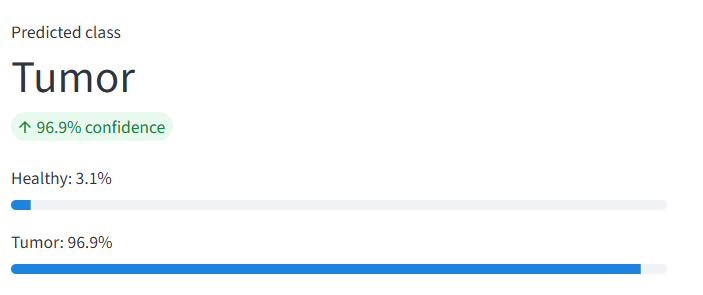 Predicted class
Tumor
↑ 96.9% confidence
Healthy: 3.1%
Tumor: 96.9%